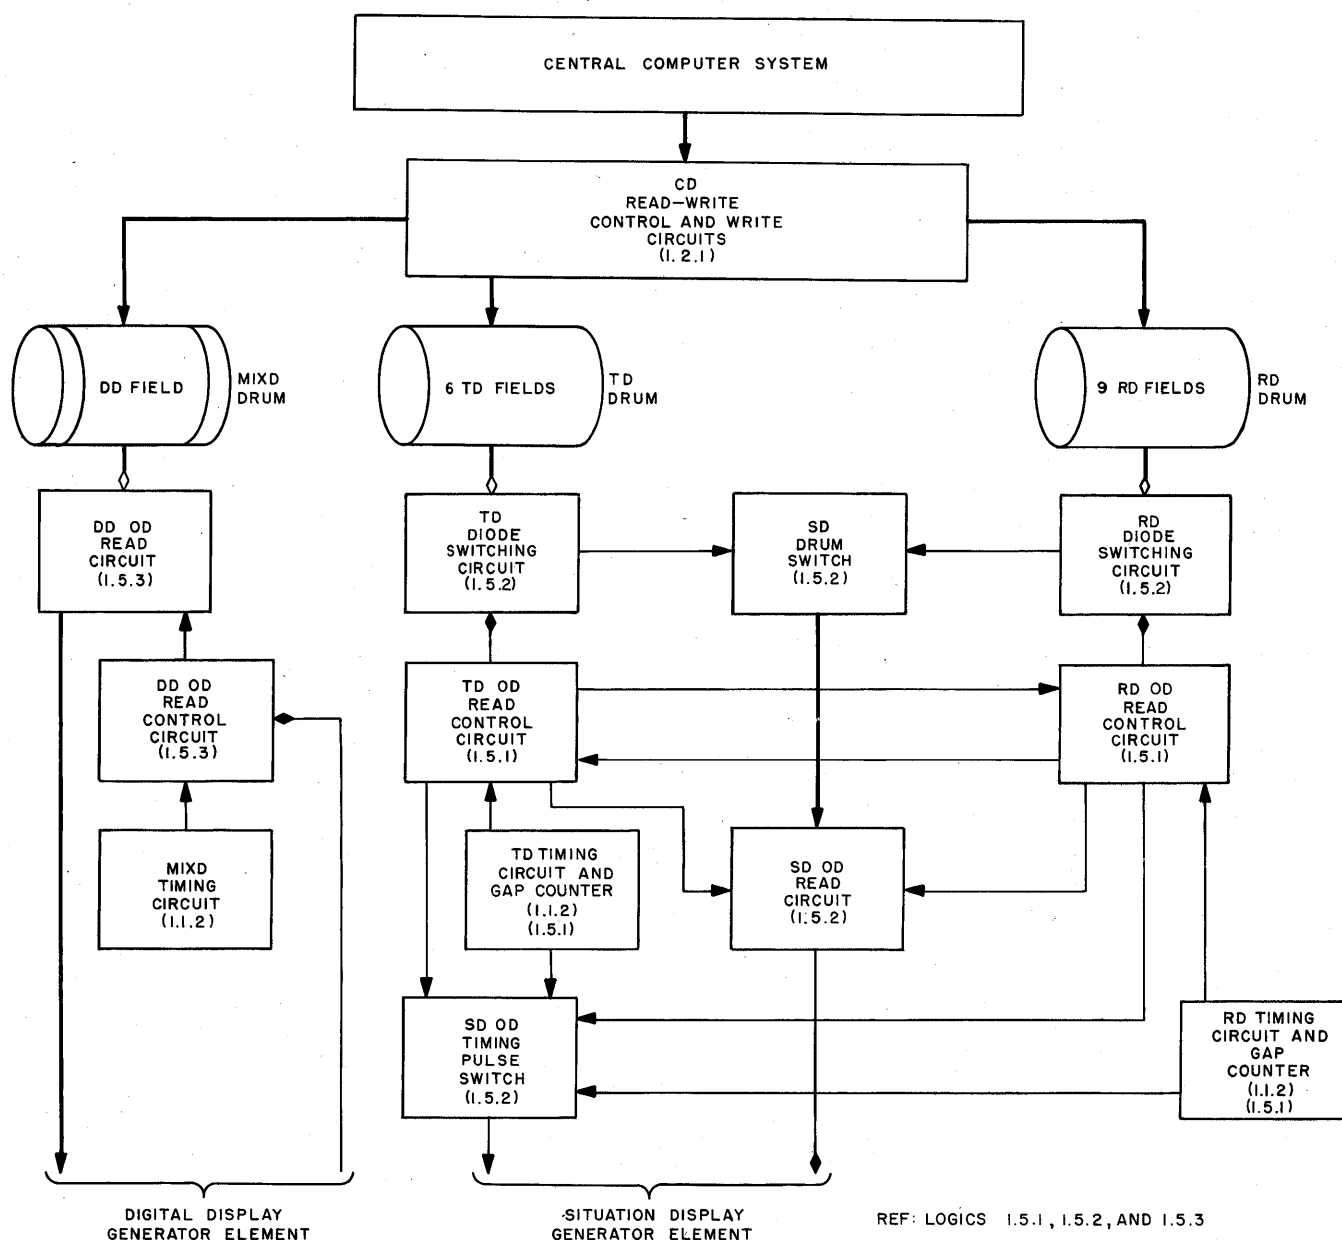 CENTRAL COMPUTER SYSTEM
CD
READ-WRITE
CONTROL AND WRITE
CIRCUITS
(1.2.1)
DD FIELD
MIXD
DRUM
6 TD FIELDS
TD
DRUM
9 RD FIELDS
RD
DRUM
DD OD
READ
CIRCUIT
(1.5.3)
TD
DIODE
SWITCHING
CIRCUIT
(1.5.2)
SD
DRUM
SWITCH
(1.5.2)
RD
DIODE
SWITCHING
CIRCUIT
(1.5.2)
DD OD
READ
CONTROL
CIRCUIT
(1.5.3)
TD OD
READ
CONTROL
CIRCUIT
(1.5.1)
RD OD
READ
CONTROL
CIRCUIT
(1.5.1)
MIXD
TIMING
CIRCUIT
(1.1.2)
TD TIMING
CIRCUIT AND
GAP COUNTER
(1.1.2)
(1.5.1)
SD OD
READ
CIRCUIT
(1.5.2)
SD OD
TIMING
PULSE
SWITCH
(1.5.2)
RD TIMING
CIRCUIT AND
GAP
COUNTER
(1.1.2)
(1.5.1)
DIGITAL DISPLAY
GENERATOR ELEMENT
SITUATION DISPLAY
GENERATOR ELEMENT
REF: LOGICS 1.5.1, 1.5.2, AND 1.5.3